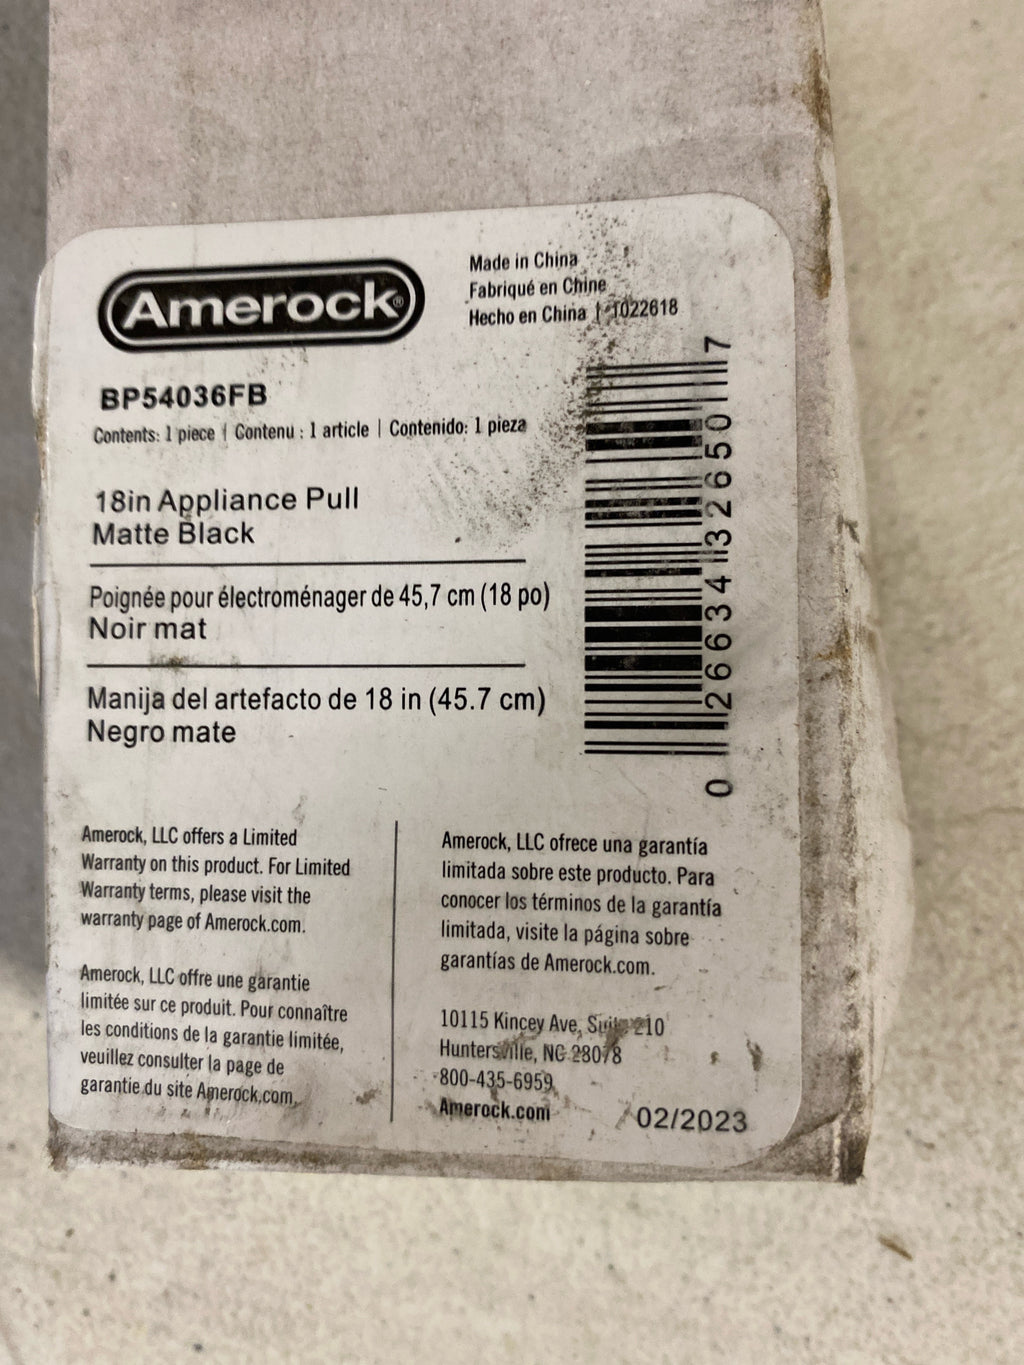 Amerock®
Made in China
Fabriqué en Chine
Hecho en China | T022618
BP54036FB
Contents: 1 piece | Contenu : 1 article | Contenido: 1 pieza
18in Appliance Pull
Matte Black
Poignée pour électroménager de 45,7 cm (18 po)
Noir mat
Manija del artefacto de 18 in (45.7 cm)
Negro mate
0 26634 32650 7
Amerock, LLC offers a Limited
Warranty on this product. For Limited
Warranty terms, please visit the
warranty page of Amerock.com.
Amerock, LLC offre une garantie
limitée sur ce produit. Pour connaître
les conditions de la garantie limitée,
veuillez consulter la page de
garantie du site Amerock.com.
Amerock, LLC ofrece una garantía
limitada sobre este producto. Para
conocer los términos de la garantía
limitada, visite la página sobre
garantías de Amerock.com.
10115 Kincey Ave, Suite 210
Huntersville, NC 28078
800-435-6959
Amerock.com
02/2023